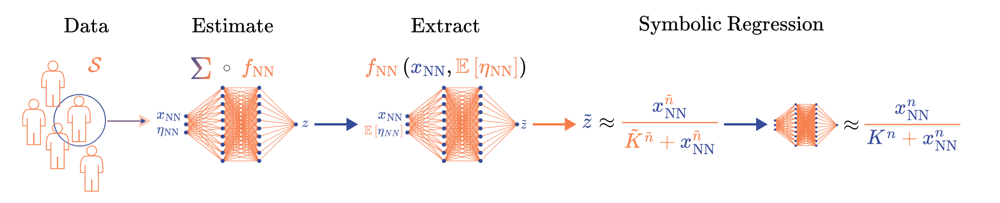 Data
Estimate
Extract
Symbolic Regression
𝒮
∑ ∘ f_NN
f_NN (x_NN, 𝔼 [η_NN])
x_NN
η_NN
z
x_NN
𝔼 [η_NN]
z̃
z̃ ≈ x_NN^ñ / (K̃^ñ + x_NN^ñ)
≈ x_NN^n / (K^n + x_NN^n)